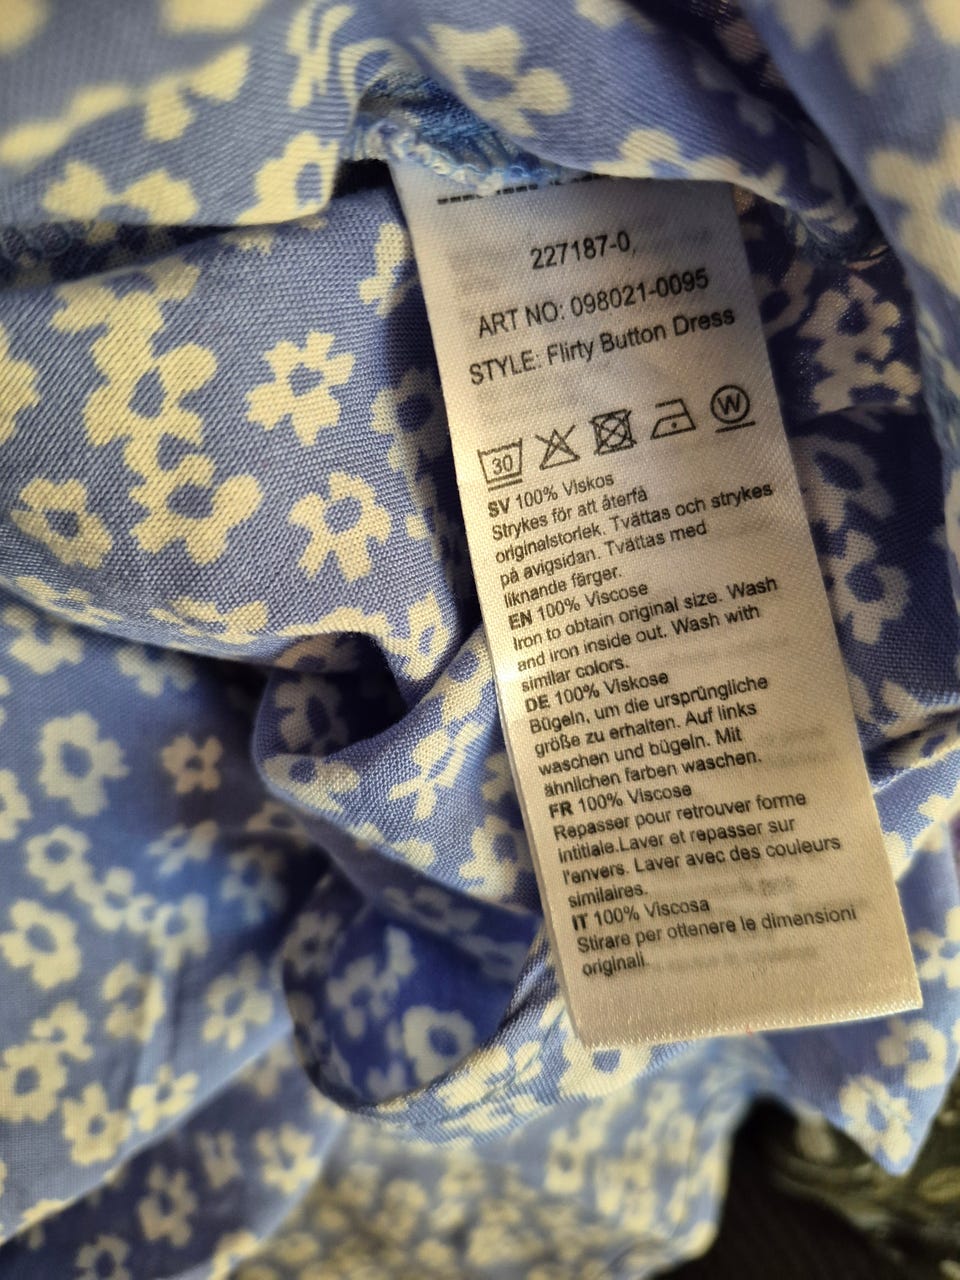 227187-0,
ART NO: 098021-0095
STYLE: Flirty Button Dress
30 W
SV 100% Viskos
Strykes för att återfå
originalstorlek. Tvättas och strykes
på avigsidan. Tvättas med
liknande färger.
EN 100% Viscose
Iron to obtain original size. Wash
and iron inside out. Wash with
similar colors.
DE 100% Viskose
Bügeln, um die ursprüngliche
größe zu erhalten. Auf links
waschen und bügeln. Mit
ähnlichen farben waschen.
FR 100% Viscose
Repasser pour retrouver forme
intitiale.Laver et repasser sur
l'envers. Laver avec des couleurs
similaires.
IT 100% Viscosa
Stirare per ottenere le dimensioni
originali